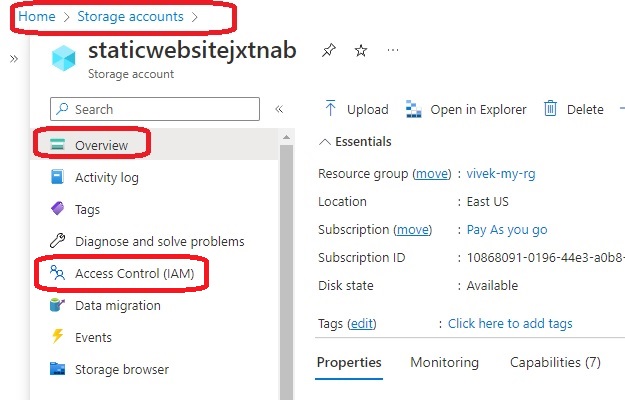 Home > Storage accounts >
staticwebsitejxtnab
Storage account
Search
Upload
Open in Explorer
Delete
Overview
Activity log
Tags
Diagnose and solve problems
Access Control (IAM)
Data migration
Events
Storage browser
Essentials
Resource group (move) : vivek-my-rg
Location : East US
Subscription (move) : Pay As you go
Subscription ID : 10868091-0196-44e3-a0b8-
Disk state : Available
Tags (edit) : Click here to add tags
Properties
Monitoring
Capabilities (7)